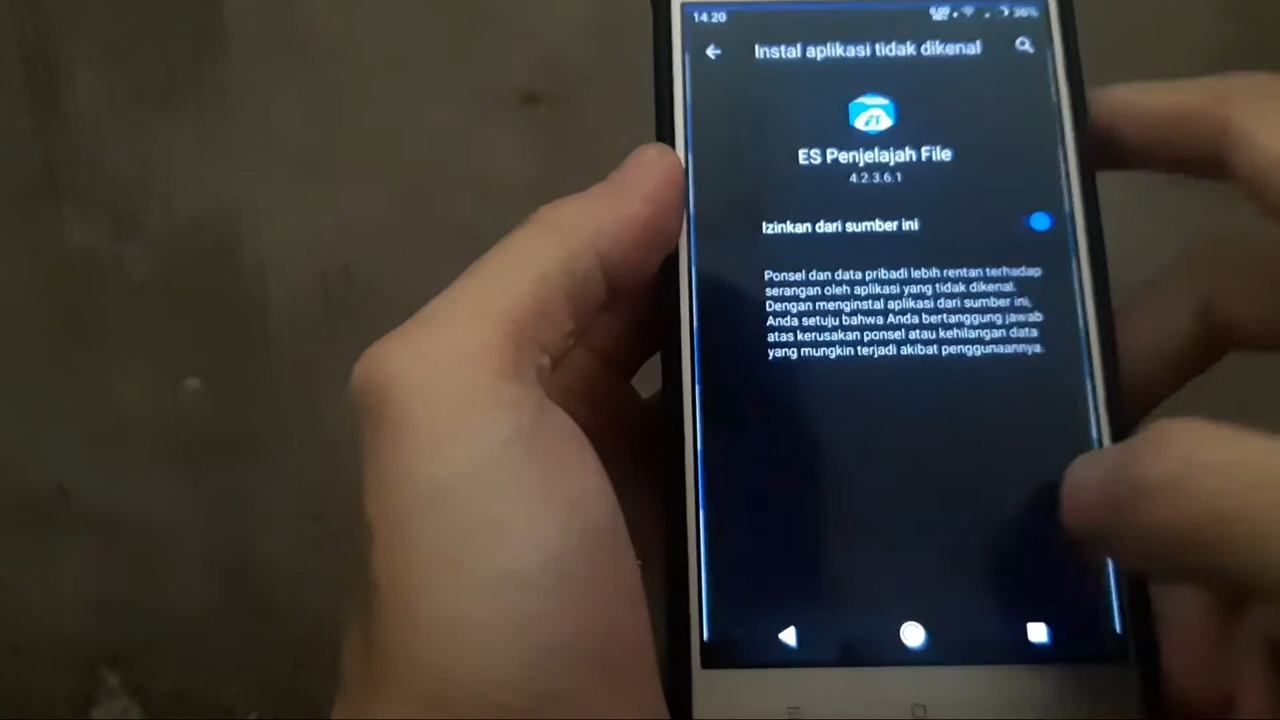 14.20
36%
Instal aplikasi tidak dikenal
ES Penjelajah File
4.2.3.6.1
Izinkan dari sumber ini
Ponsel dan data pribadi lebih rentan terhadap
serangan oleh aplikasi yang tidak dikenal.
Dengan menginstal aplikasi dari sumber ini,
Anda setuju bahwa Anda bertanggung jawab
atas kerusakan ponsel atau kehilangan data
yang mungkin terjadi akibat penggunaannya.